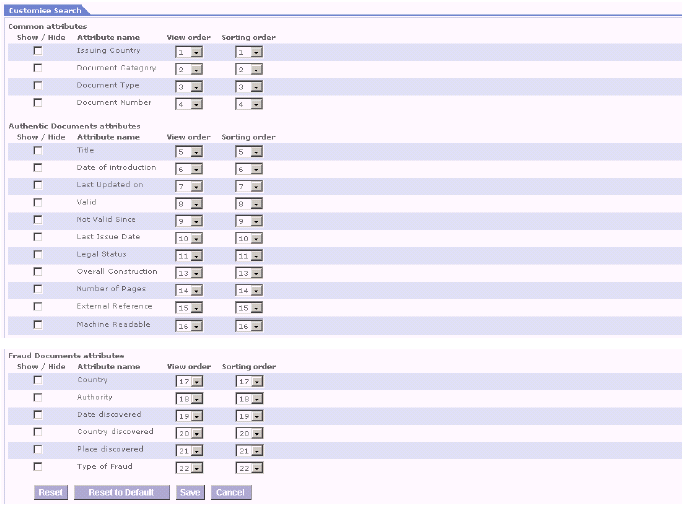 Customise Search
Common attributes
Show / Hide Attribute name View order Sorting order
Issuing Country 1 1
Document Category 2 2
Document Type 3 3
Document Number 4 4
Authentic Documents attributes
Show / Hide Attribute name View order Sorting order
Title 5 5
Date of introduction 6 6
Last Updated on 7 7
Valid 8 8
Not Valid Since 9 9
Last Issue Date 10 10
Legal Status 11 11
Overall Construction 13 13
Number of Pages 14 14
External Reference 15 15
Machine Readable 16 16
Fraud Documents attributes
Show / Hide Attribute name View order Sorting order
Country 17 17
Authority 18 18
Date discovered 19 19
Country discovered 20 20
Place discovered 21 21
Type of Fraud 22 22
Reset Reset to Default Save Cancel